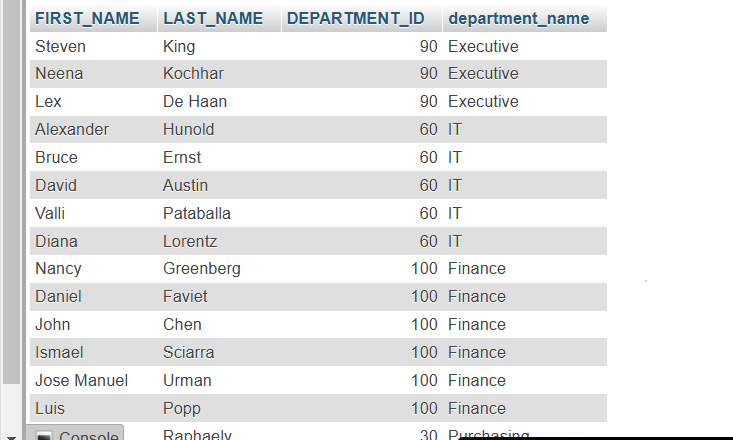 FIRST_NAME LAST_NAME DEPARTMENT_ID department_name
Steven King 90 Executive
Neena Kochhar 90 Executive
Lex De Haan 90 Executive
Alexander Hunold 60 IT
Bruce Ernst 60 IT
David Austin 60 IT
Valli Pataballa 60 IT
Diana Lorentz 60 IT
Nancy Greenberg 100 Finance
Daniel Faviet 100 Finance
John Chen 100 Finance
Ismael Sciarra 100 Finance
Jose Manuel Urman 100 Finance
Luis Popp 100 Finance
Console Raphaely 30 Purchasing